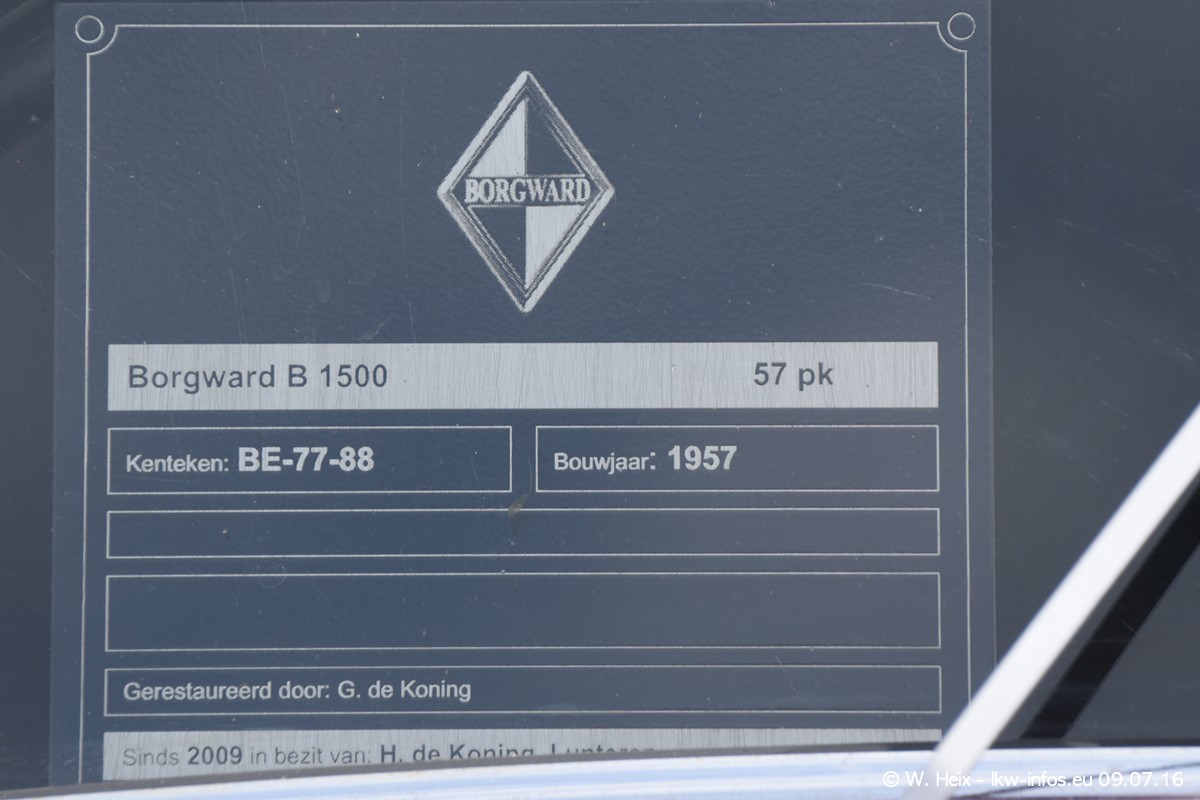 BORGWARD
Borgward B 1500 57 pk
Kenteken: BE-77-88 Bouwjaar: 1957
Gerestaureerd door: G. de Koning
Sinds 2009 in bezit van: H. de Koning, Lunteren
© W. Heix - lkw-infos.eu 09.07.16